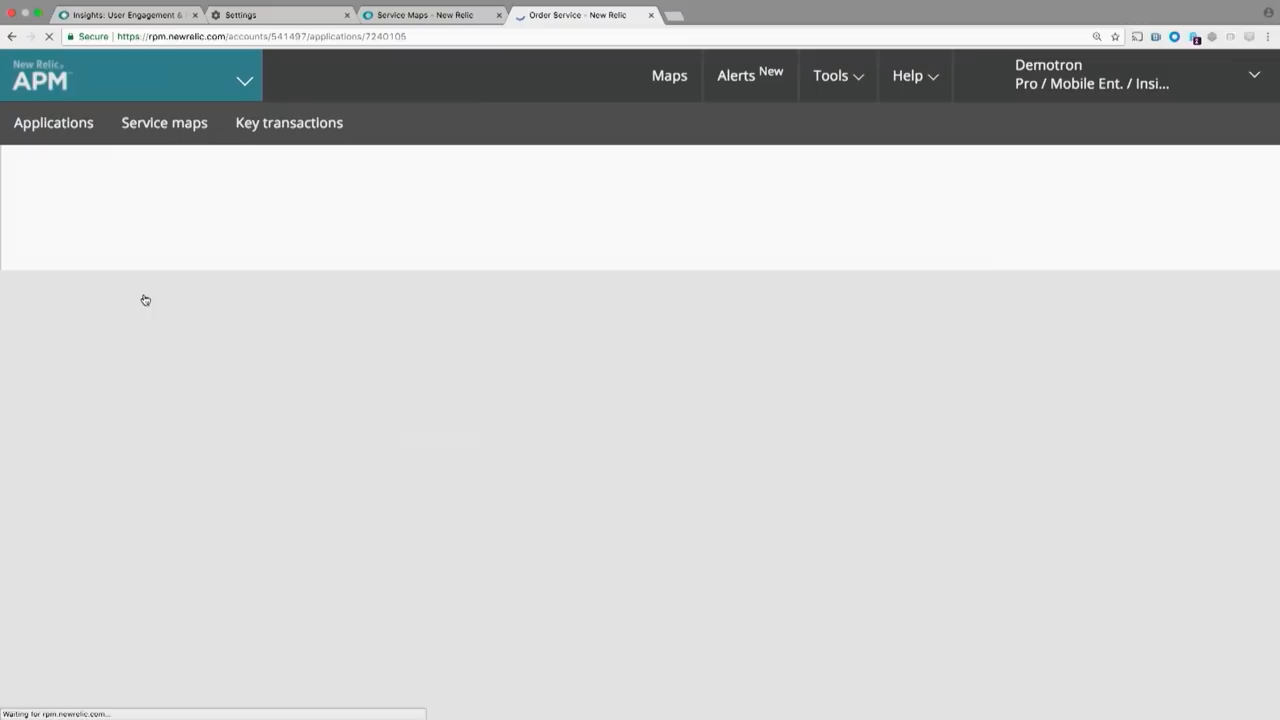 Insights: User Engagement &
Settings
Service Maps - New Relic
Order Service - New Relic
Secure | https://rpm.newrelic.com/accounts/541497/applications/7240105
New Relic®
APM™
Maps
Alerts New
Tools
Help
Demotron
Pro / Mobile Ent. / Insi...
Applications
Service maps
Key transactions
Waiting for rpm.newrelic.com...